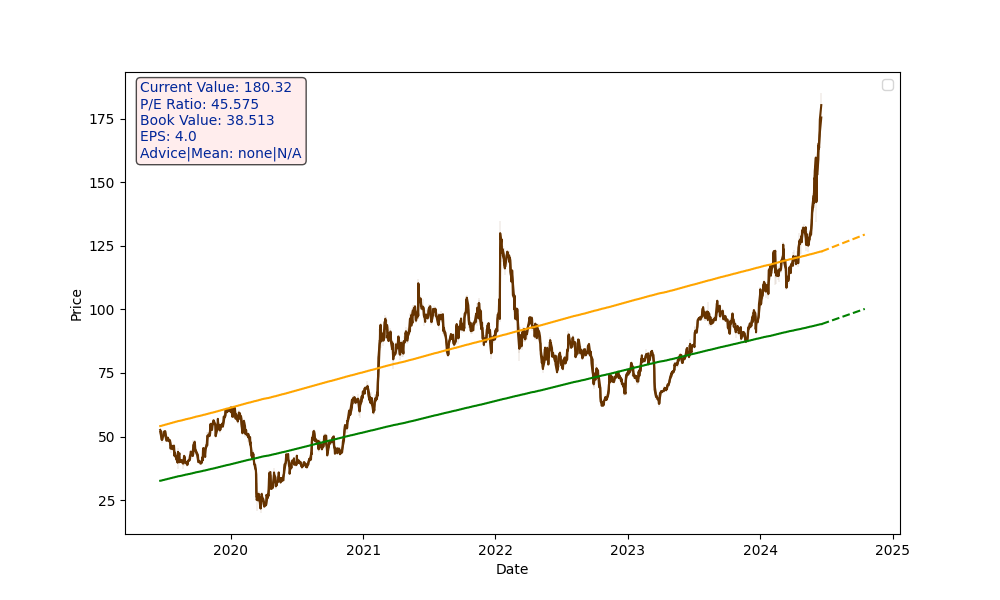 Current Value: 180.32
P/E Ratio: 45.575
Book Value: 38.513
EPS: 4.0
Advice|Mean: none|N/A
Price
175
150
125
100
75
50
25
2020
2021
2022
2023
2024
2025
Date